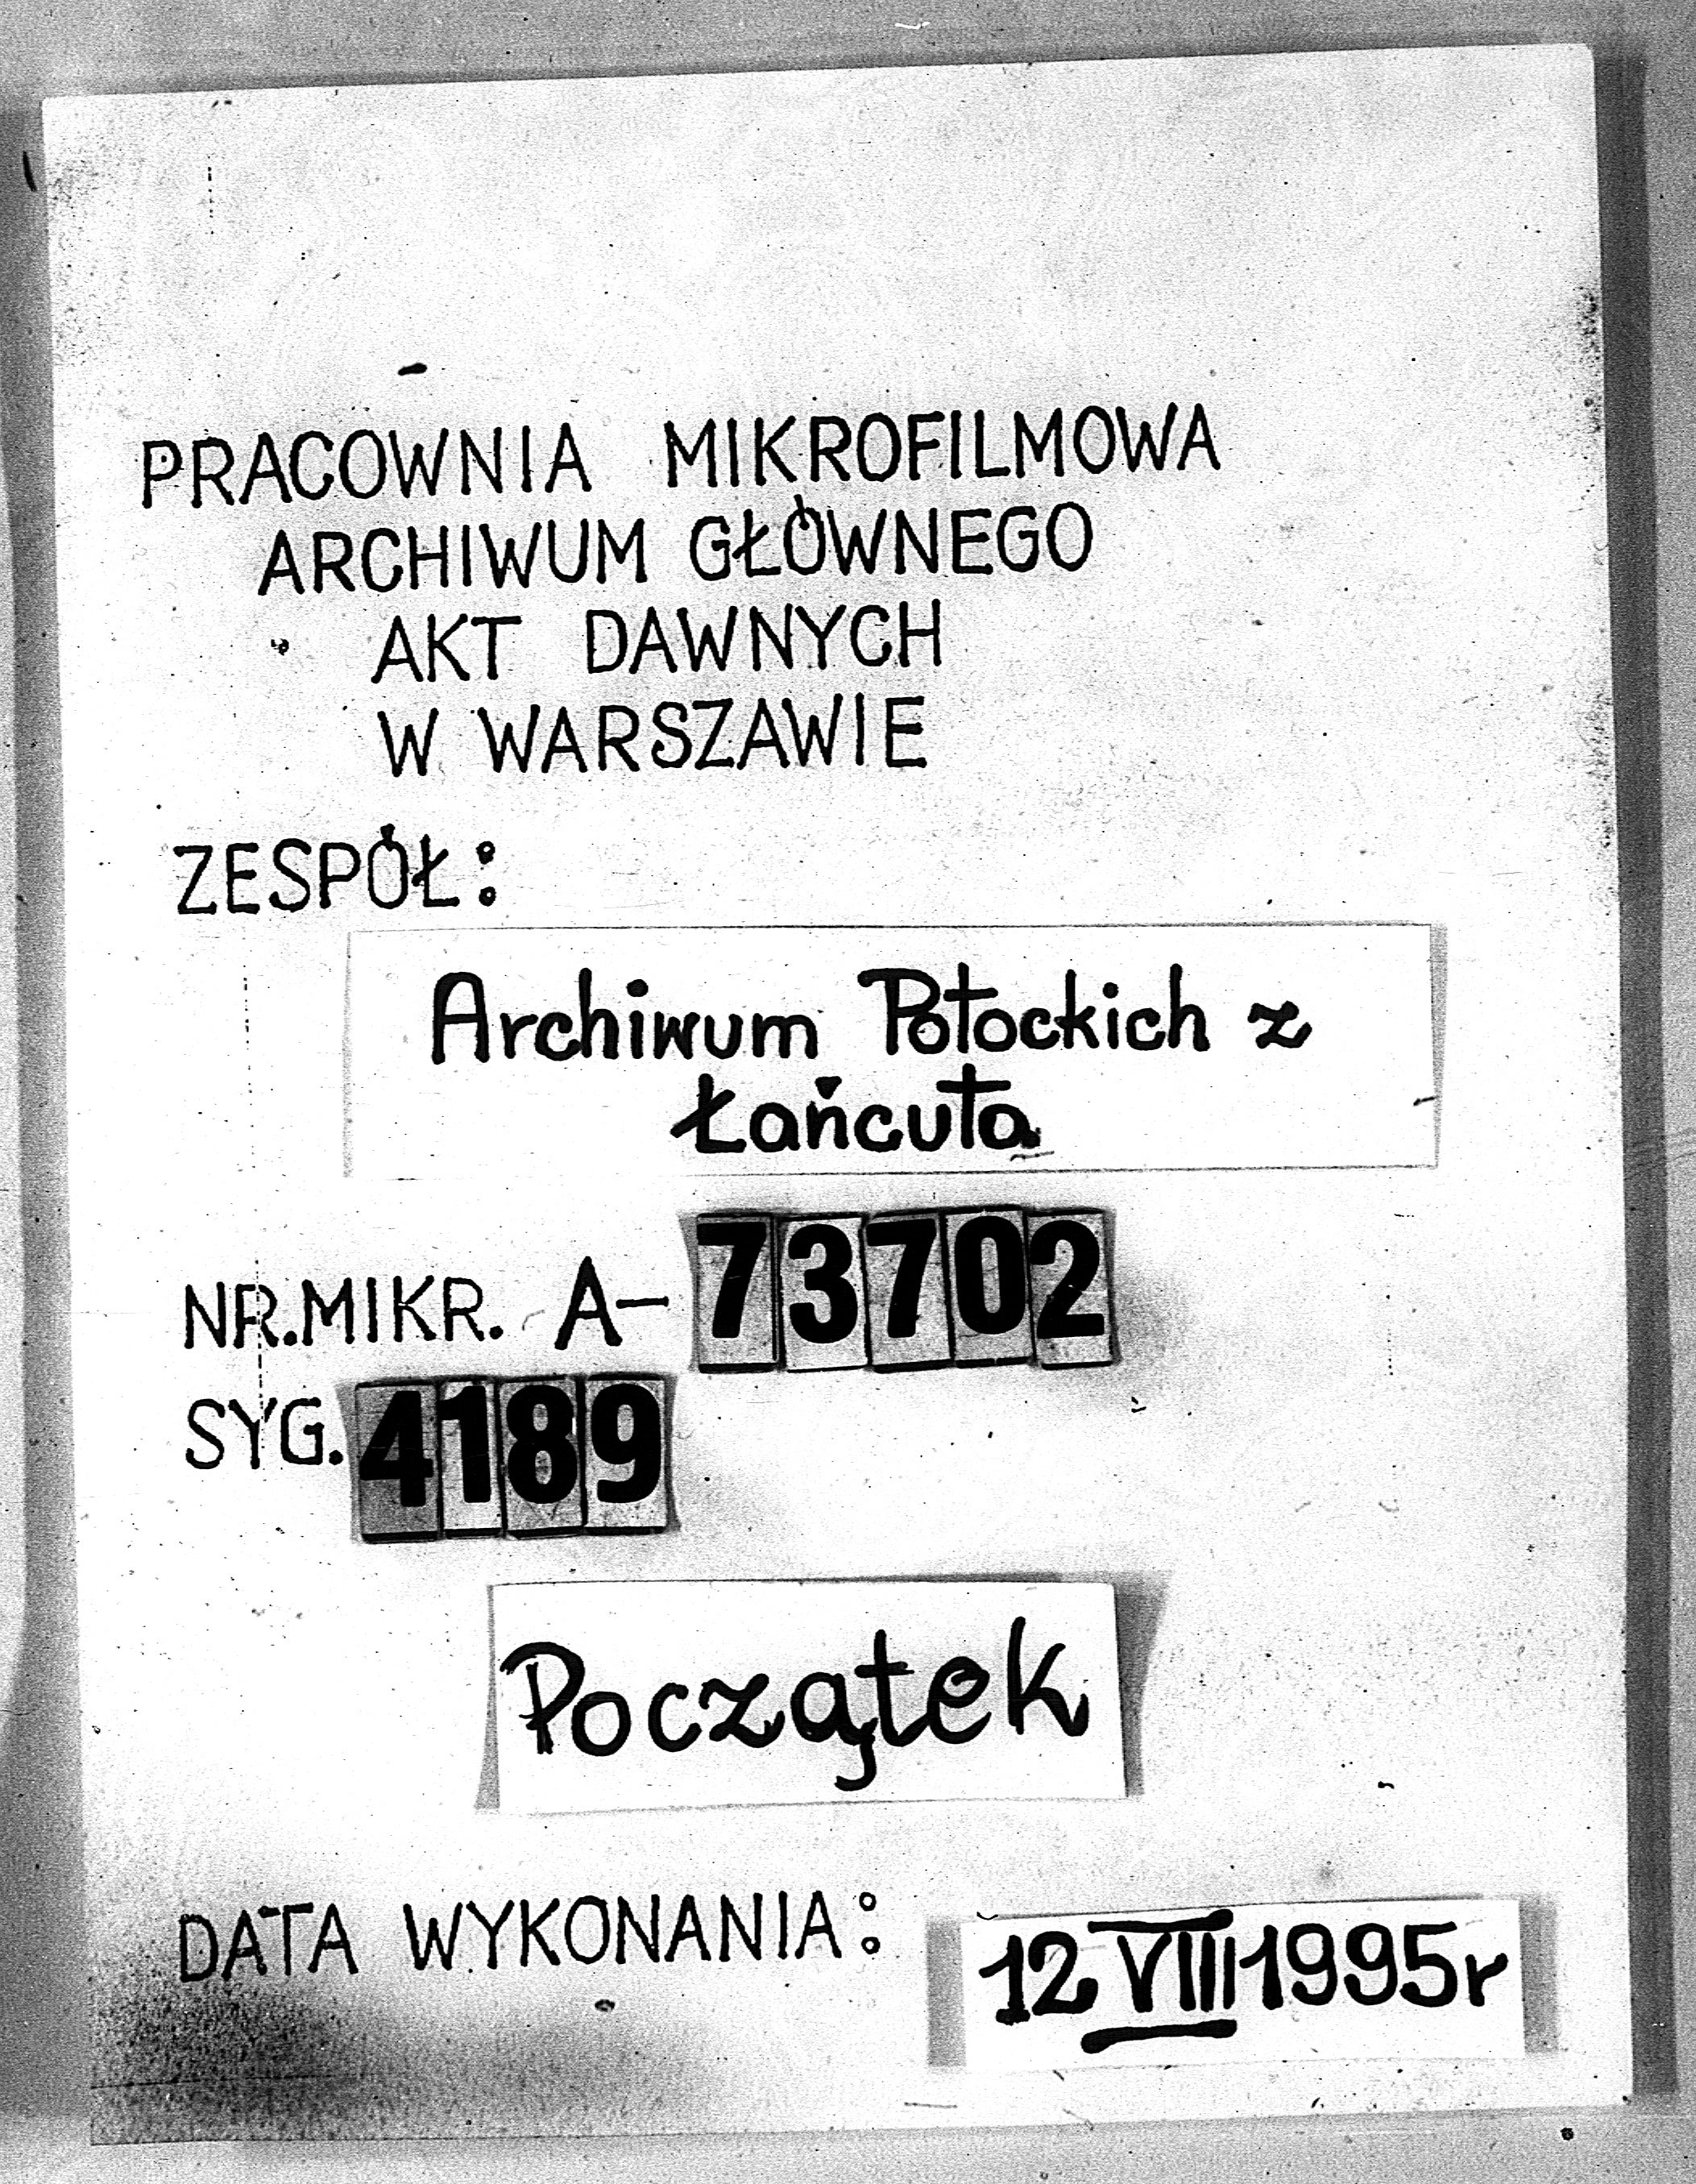 PRACOWNIA MIKROFILMOWA
ARCHIWUM GŁÓWNEGO
AKT DAWNYCH
W WARSZAWIE
ZESPÓŁ:
Archiwum Potockich z
Łańcuta
NR.MIKR. A-73702
SYG. 4189
Początek
DATA WYKONANIA: 12 VIII 1995r